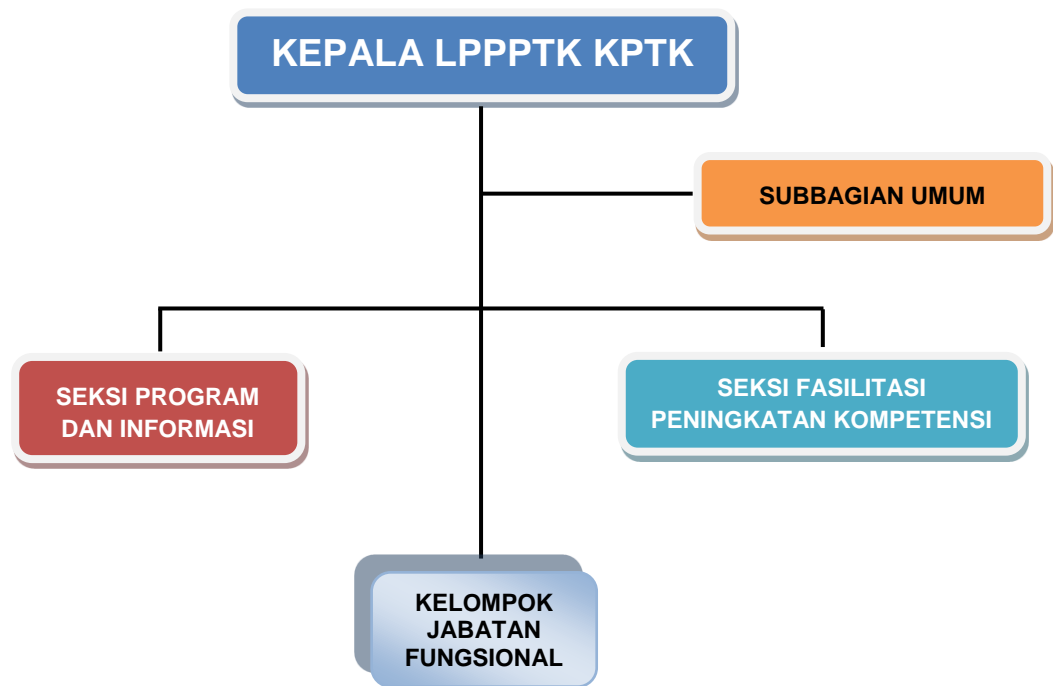 KEPALA LPPPTK KPTK
SUBBAGIAN UMUM
SEKSI PROGRAM
DAN INFORMASI
SEKSI FASILITASI
PENINGKATAN KOMPETENSI
KELOMPOK
JABATAN
FUNGSIONAL